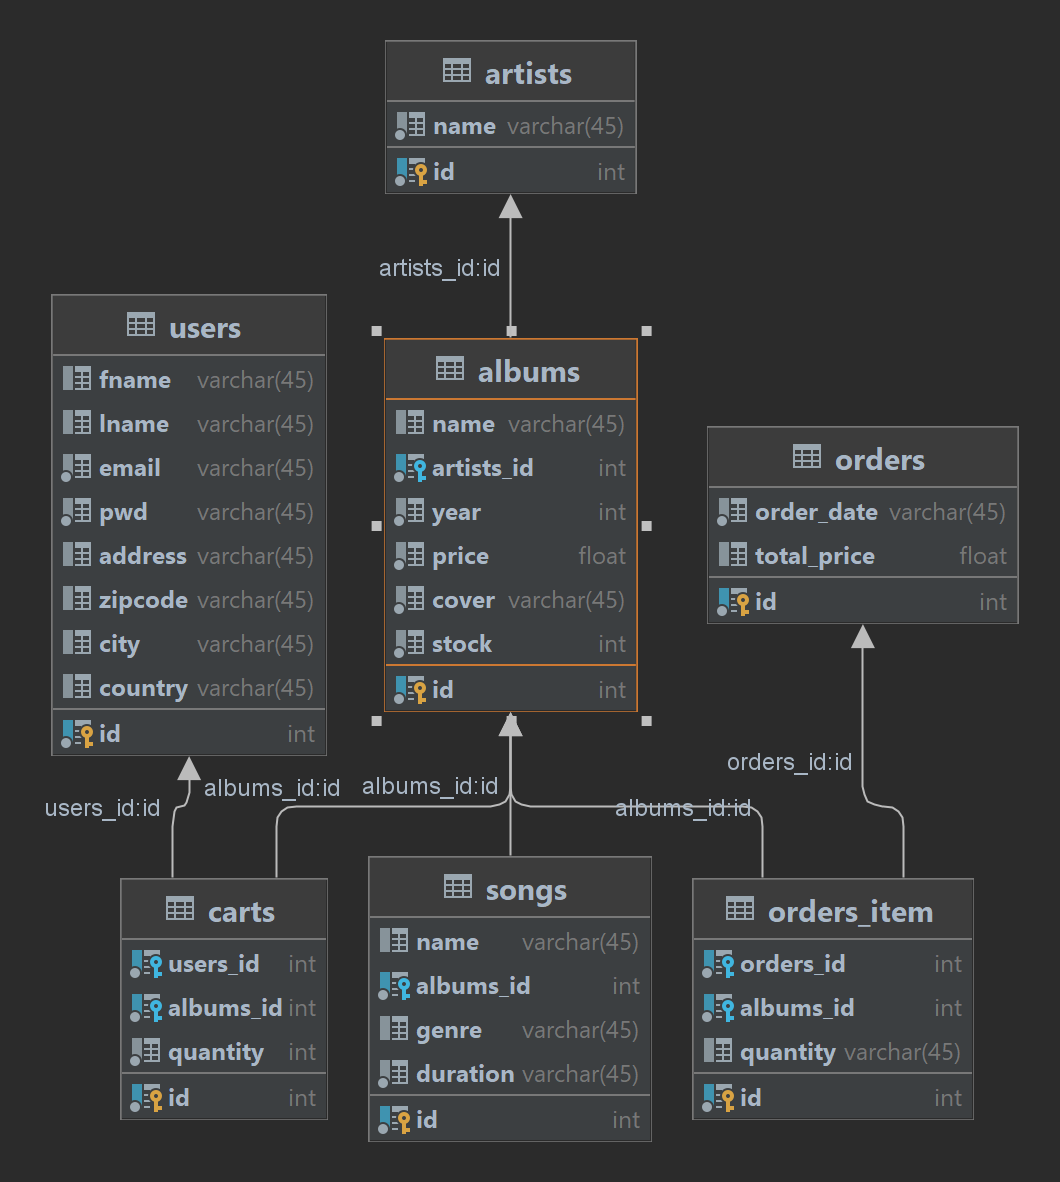 artists
name varchar(45)
id int
artists_id:id
users
fname varchar(45)
lname varchar(45)
email varchar(45)
pwd varchar(45)
address varchar(45)
zipcode varchar(45)
city varchar(45)
country varchar(45)
id int
albums
name varchar(45)
artists_id int
year int
price float
cover varchar(45)
stock int
id int
orders
order_date varchar(45)
total_price float
id int
users_id:id
albums_id:id
albums_id:id
albums_id:id
orders_id:id
carts
users_id int
albums_id int
quantity int
id int
songs
name varchar(45)
albums_id int
genre varchar(45)
duration varchar(45)
id int
orders_item
orders_id int
albums_id int
quantity varchar(45)
id int